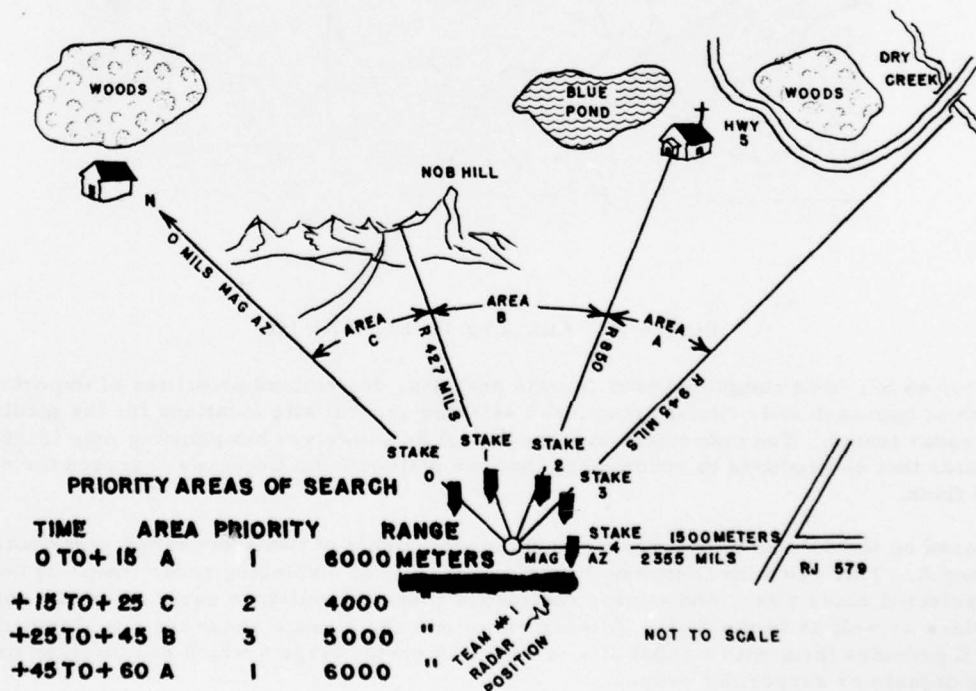 WOODS
BLUE
POND
WOODS
DRY
CREEK
HWY
5
NOB HILL
N
0 MILS MAG AZ
AREA
C
AREA
B
AREA
A
R 427 MILS
R 850
R 945 MILS
STAKE
0
STAKE
1
STAKE
2
STAKE
3
STAKE
4
1500 METERS
MAG AZ 2555 MILS
RJ 579
PRIORITY AREAS OF SEARCH
TIME AREA PRIORITY RANGE
0 TO + 15 6000 METERS
+ 15 TO + 25 C 2 4000 "
+25 TO + 45 B 3 5000 "
+45 TO + 60 A 1 6000 "
TEAM #1
RADAR
POSITION
NOT TO SCALE